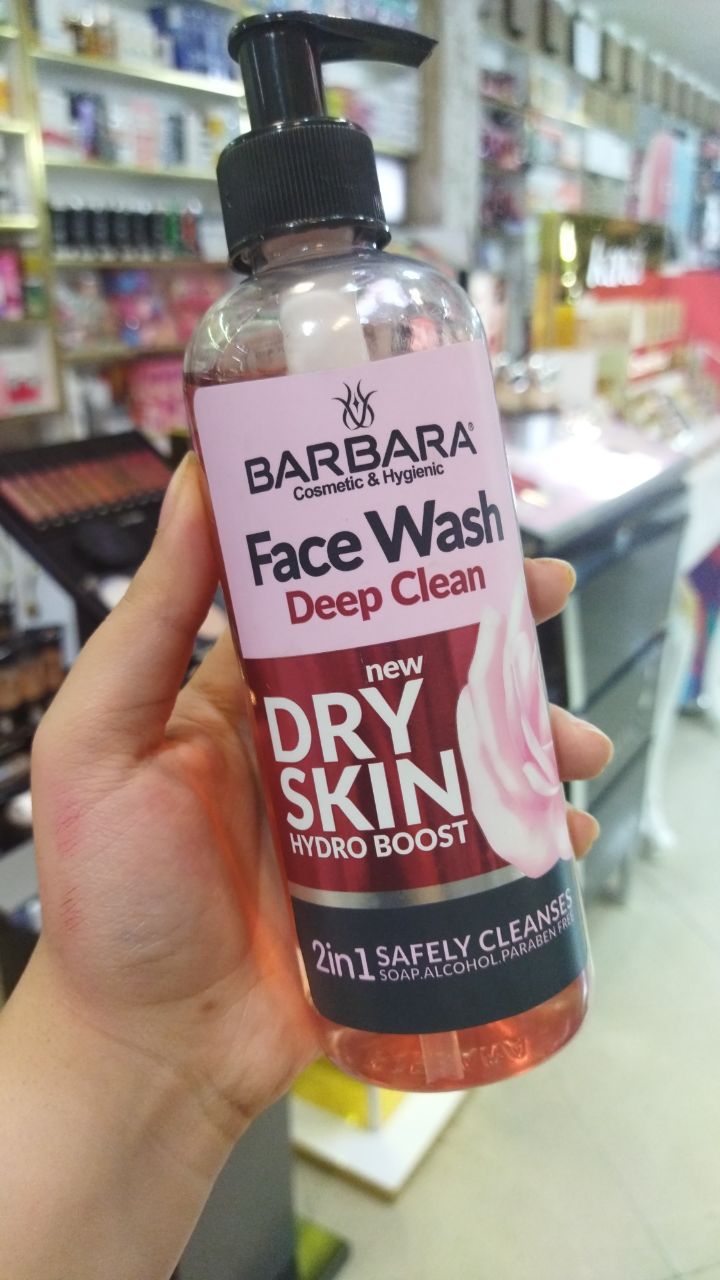 BARBARA®
Cosmetic & Hygienic
Face Wash
Deep Clean
new
DRY
SKIN
HYDRO BOOST
2in1 SAFELY CLEANSES
SOAP.ALCOHOL.PARABEN FREE